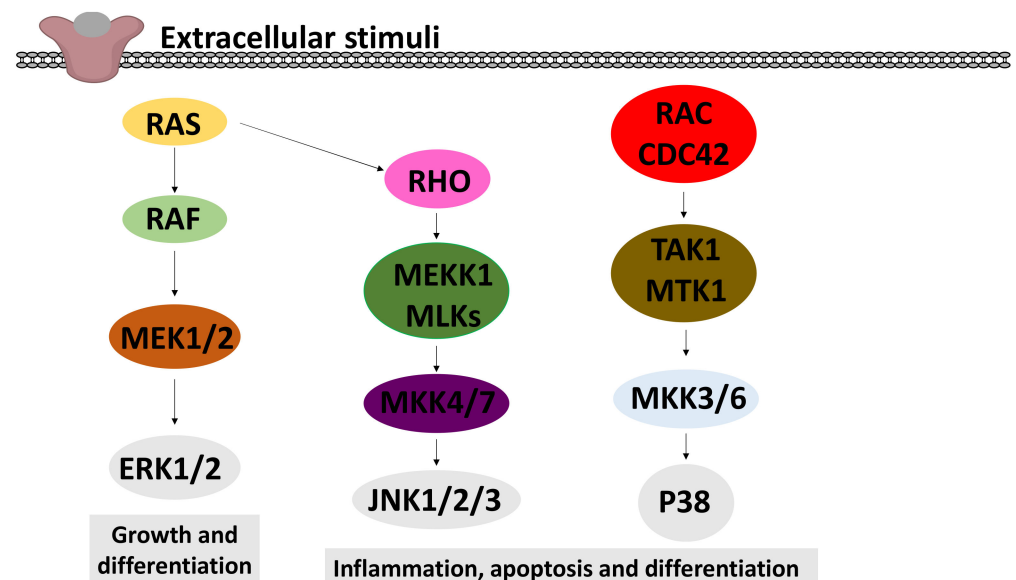 Extracellular stimuli
RAS
RAF
MEK1/2
ERK1/2
Growth and
differentiation
RHO
MEKK1
MLKs
MKK4/7
JNK1/2/3
RAC
CDC42
TAK1
MTK1
MKK3/6
P38
Inflammation, apoptosis and differentiation